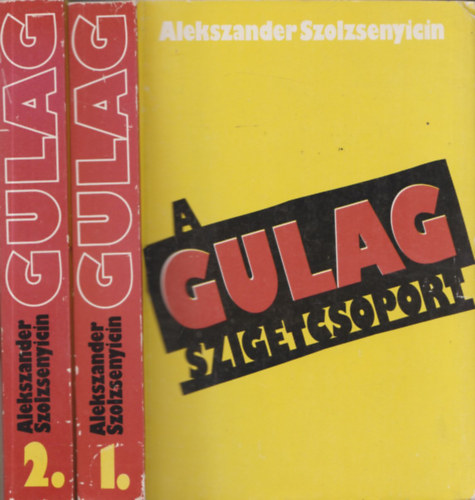 GULAG
Alekszander
Szolzsenyicin
2.
GULAG
Alekszander
Szolzsenyicin
1.
Alekszander Szolzsenyicin
A
GULAG
SZIGETCSOPORT